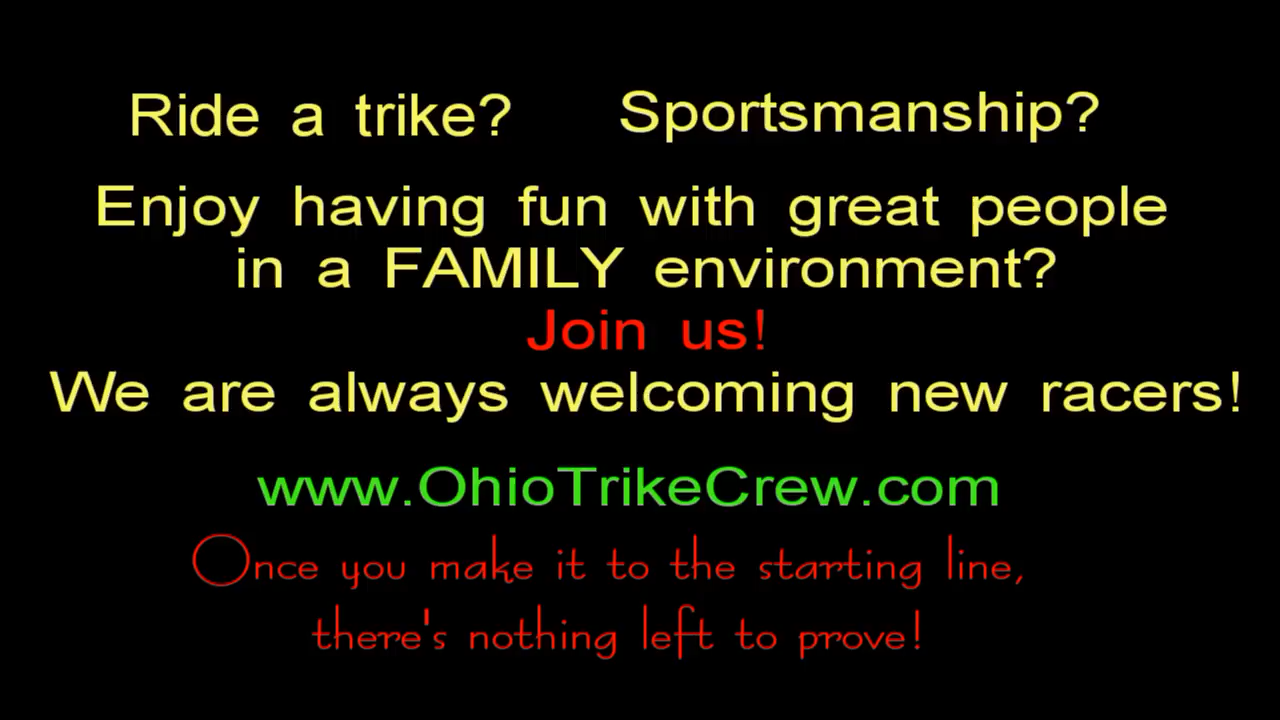 Ride a trike? Sportsmanship?
Enjoy having fun with great people
in a FAMILY environment?
Join us!
We are always welcoming new racers!
www.OhioTrikeCrew.com
Once you make it to the starting line,
there's nothing left to prove!